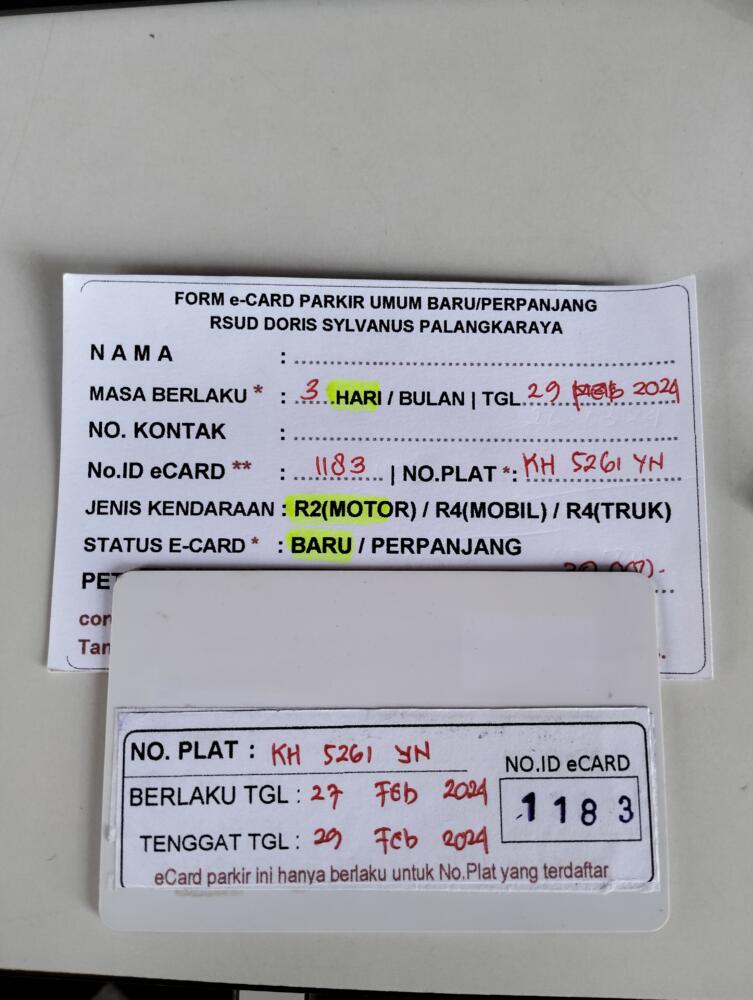 FORM e-CARD PARKIR UMUM BARU/PERPANJANG
RSUD DORIS SYLVANUS PALANGKARAYA
NAMA :
MASA BERLAKU * : 3 HARI / BULAN | TGL 29 Feb 2024
NO. KONTAK :
No.ID eCARD ** : 1183 | NO.PLAT *: KH 5261 YN
JENIS KENDARAAN : R2(MOTOR) / R4(MOBIL) / R4(TRUK)
STATUS E-CARD * : BARU / PERPANJANG
NO. PLAT : KH 5261 YN
NO.ID eCARD
BERLAKU TGL : 27 Feb 2024
1183
TENGGAT TGL : 29 Feb 2024
eCard parkir ini hanya berlaku untuk No.Plat yang terdaftar